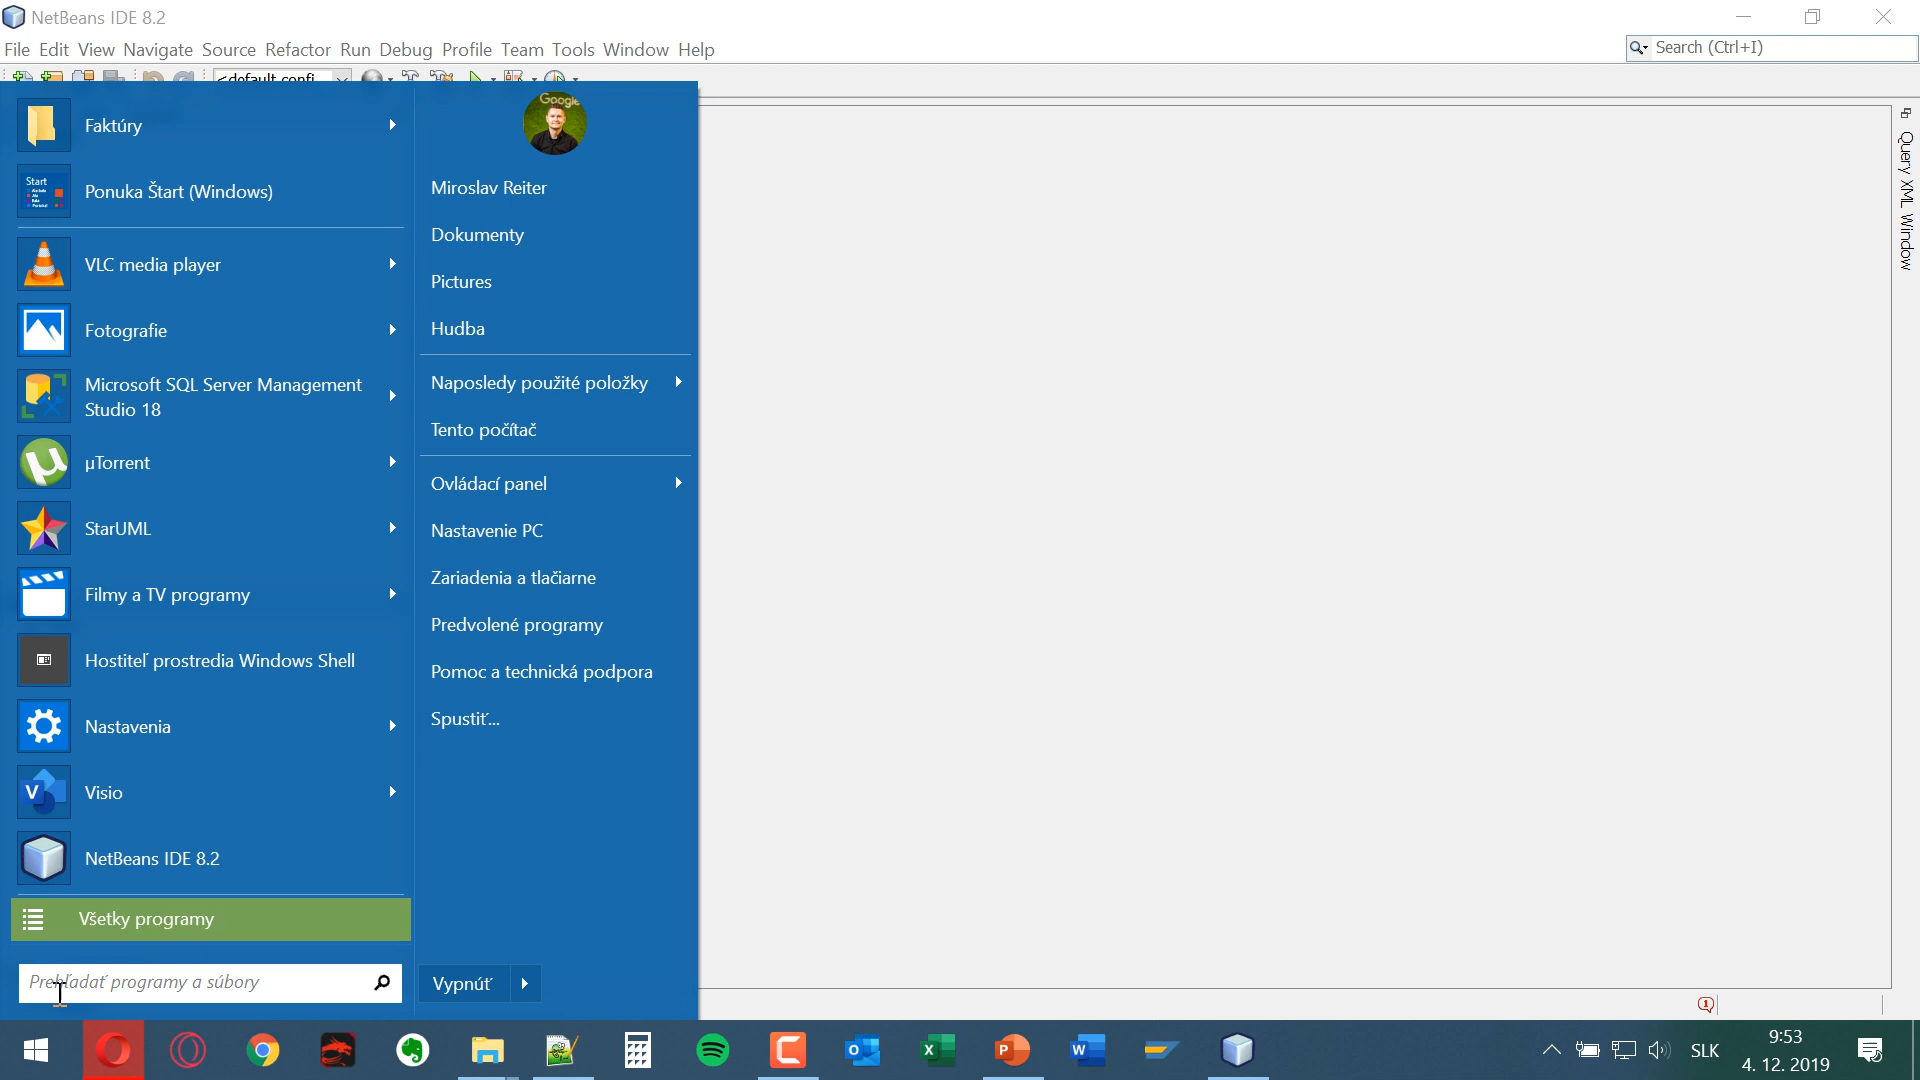 NetBeans IDE 8.2
File Edit View Navigate Source Refactor Run Debug Profile Team Tools Window Help
Search (Ctrl+I)
<default confi...
Faktúry
Start
Ponuka Štart (Windows)
VLC media player
Fotografie
Microsoft SQL Server Management
Studio 18
µTorrent
StarUML
Filmy a TV programy
Hostiteľ prostredia Windows Shell
Nastavenia
Visio
NetBeans IDE 8.2
Všetky programy
Prehľadať programy a súbory
Google
Miroslav Reiter
Dokumenty
Pictures
Hudba
Naposledy použité položky
Tento počítač
Ovládací panel
Nastavenie PC
Zariadenia a tlačiarne
Predvolené programy
Pomoc a technická podpora
Spustiť...
Vypnúť
Query XML Window
SLK
9:53
4. 12. 2019